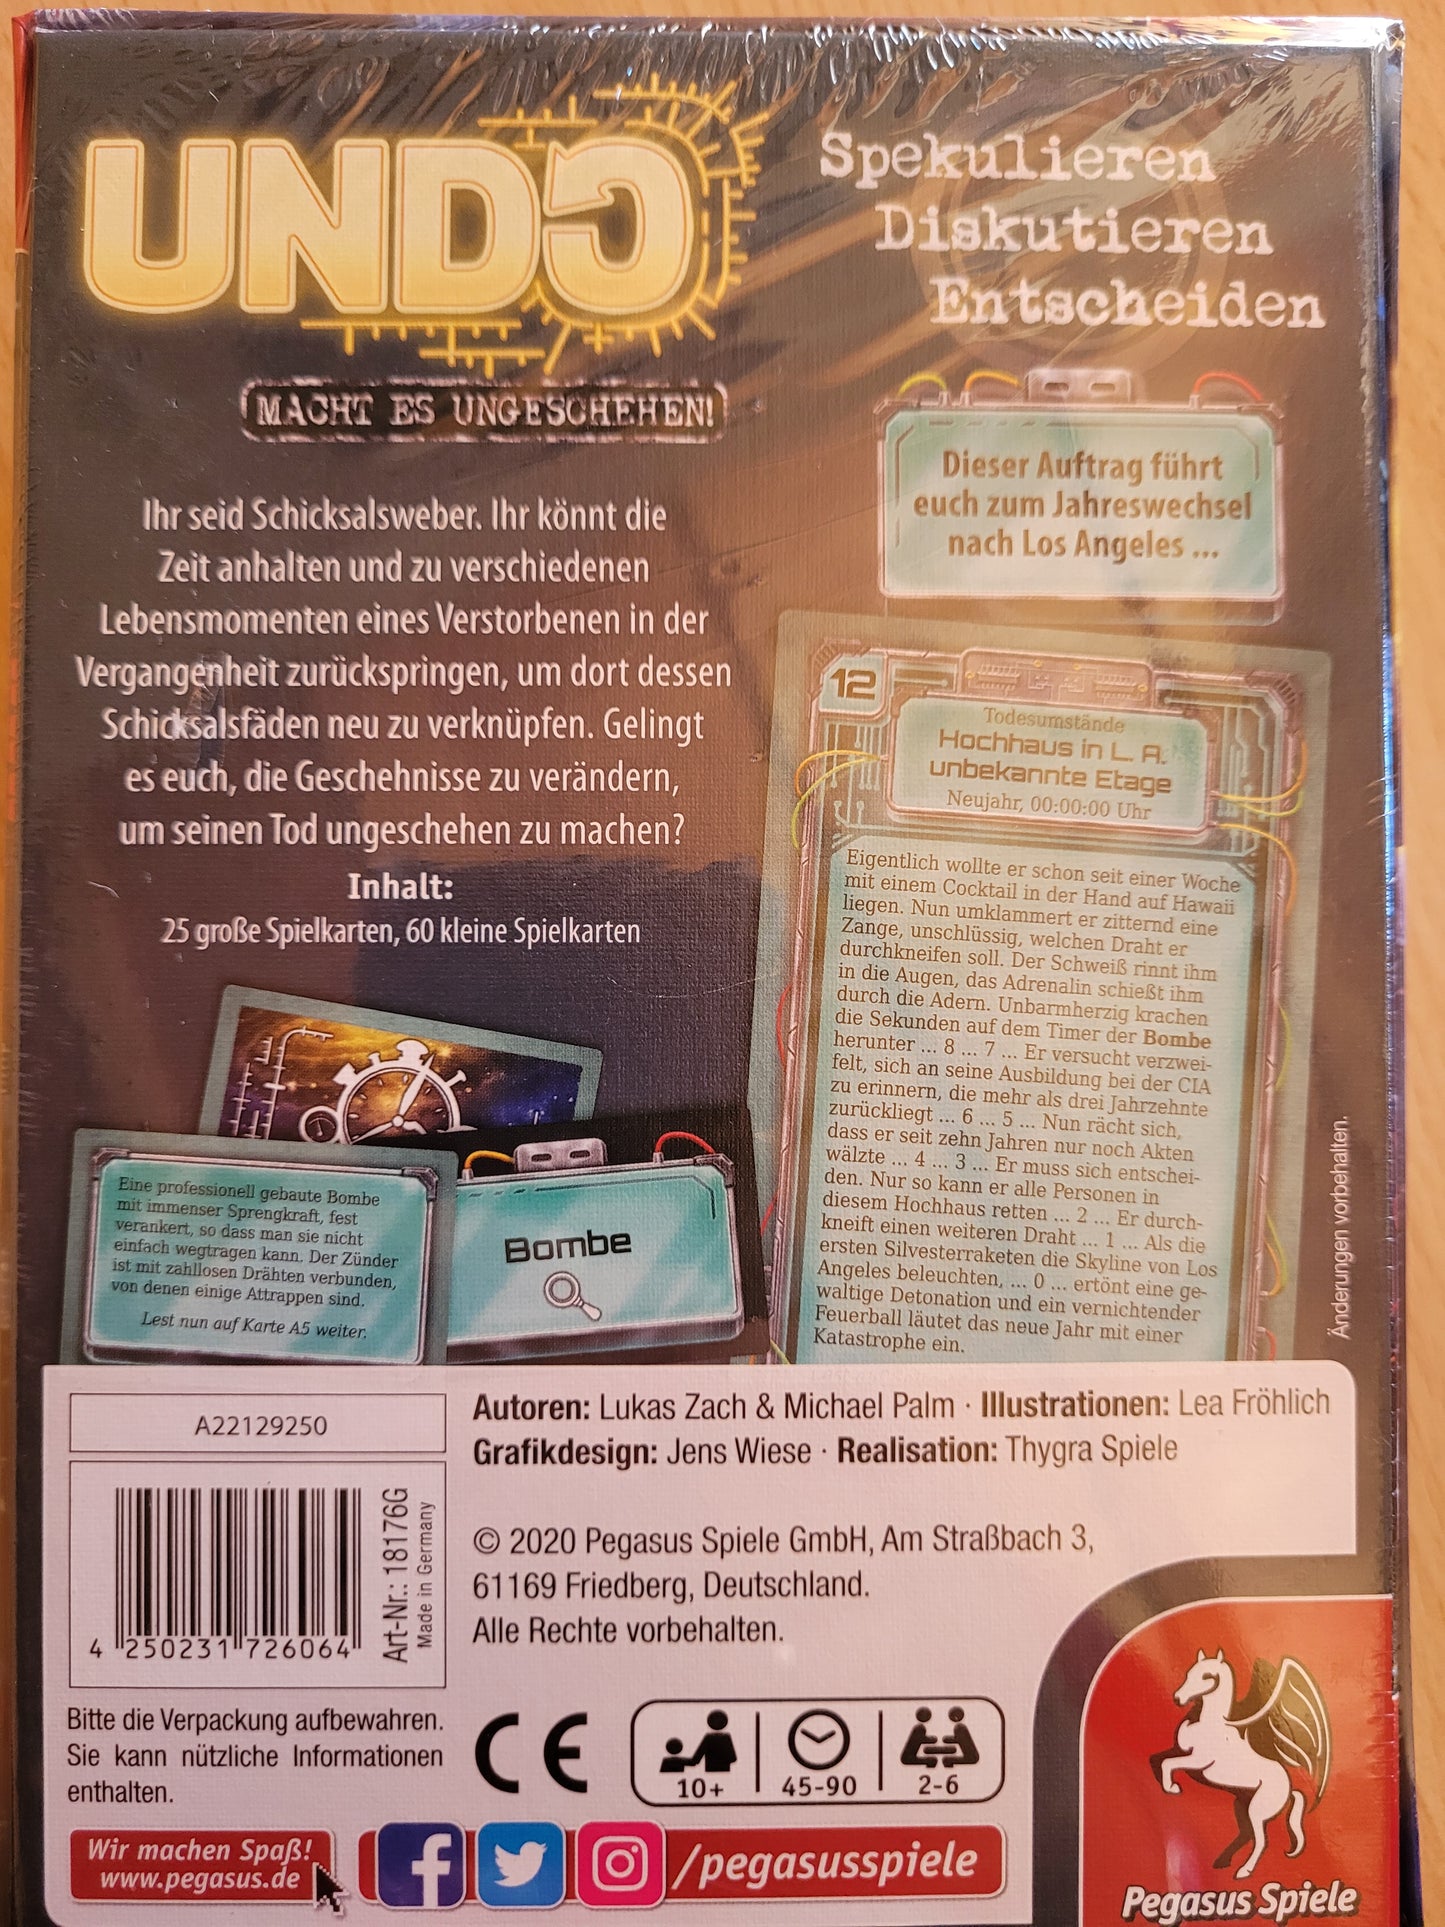 UNDO
Spekulieren
Diskutieren
Entscheiden
MACHT ES UNGESCHEHEN!
Dieser Auftrag führt
euch zum Jahreswechsel
nach Los Angeles ...
Ihr seid Schicksalsweber. Ihr könnt die
Zeit anhalten und zu verschiedenen
Lebensmomenten eines Verstorbenen in der
Vergangenheit zurückspringen, um dort dessen
Schicksalsfäden neu zu verknüpfen. Gelingt
es euch, die Geschehnisse zu verändern,
um seinen Tod ungeschehen zu machen?
Inhalt:
25 große Spielkarten, 60 kleine Spielkarten
12
Todesumstände
Hochhaus in L. A.
unbekannte Etage
Neujahr, 00:00:00 Uhr
Eigentlich wollte er schon seit einer Woche
mit einem Cocktail in der Hand auf Hawaii
liegen. Nun umklammert er zitternd eine
Zange, unschlüssig, welchen Draht er
durchkneifen soll. Der Schweiß rinnt ihm
in die Augen, das Adrenalin schießt ihm
durch die Adern. Unbarmherzig krachen
die Sekunden auf dem Timer der Bombe
herunter ... 8 ... 7 ... Er versucht verzwei-
felt, sich an seine Ausbildung bei der CIA
zu erinnern, die mehr als drei Jahrzehnte
zurückliegt ... 6 ... 5 ... Nun rächt sich,
dass er seit zehn Jahren nur noch Akten
wälzte ... 4 ... 3 ... Er muss sich entschei-
den. Nur so kann er alle Personen in
diesem Hochhaus retten ... 2 ... Er durch-
kneift einen weiteren Draht ... 1 ... Als die
ersten Silvesterraketen die Skyline von Los
Angeles beleuchten, ... 0 ... ertönt eine ge-
waltige Detonation und ein vernichtender
Feuerball läutet das neue Jahr mit einer
Katastrophe ein.
Eine professionell gebaute Bombe
mit immenser Sprengkraft, fest
verankert, so dass man sie nicht
einfach wegtragen kann. Der Zünder
ist mit zahllosen Drähten verbunden,
von denen einige Attrappen sind.
Lest nun auf Karte A5 weiter.
Bombe
Änderungen vorbehalten.
A22129250
4 250231 726064
Art-Nr.: 18176G
Made in Germany
Autoren: Lukas Zach & Michael Palm · Illustrationen: Lea Fröhlich
Grafikdesign: Jens Wiese · Realisation: Thygra Spiele
© 2020 Pegasus Spiele GmbH, Am Straßbach 3,
61169 Friedberg, Deutschland.
Alle Rechte vorbehalten.
Bitte die Verpackung aufbewahren.
Sie kann nützliche Informationen
enthalten.
CE
10+
45-90
2-6
Wir machen Spaß!
www.pegasus.de
/pegasusspiele
Pegasus Spiele